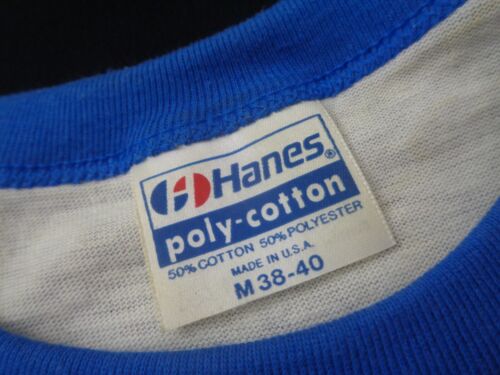 Hanes®
poly-cotton
50% COTTON 50% POLYESTER
MADE IN U.S.A.
M 38-40